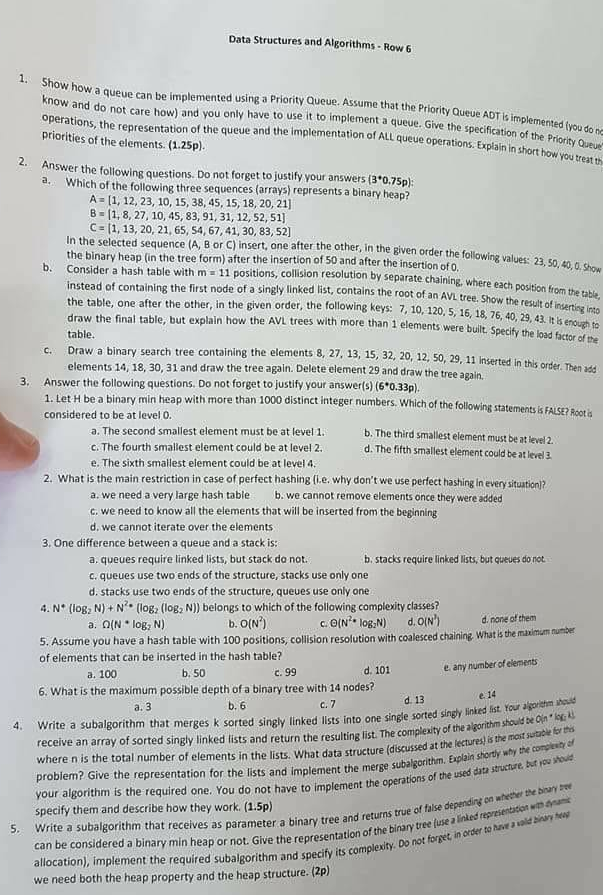 Data Structures and Algorithms - Row 6
1. Show how a queue can be implemented using a Priority Queue. Assume that the Priority Queue ADT is implemented (you do no
know and do not care how) and you only have to use it to implement a queue. Give the specification of the Priority Queue
operations, the representation of the queue and the implementation of ALL queue operations. Explain in short how you treat th
priorities of the elements. (1.25p).
2. Answer the following questions. Do not forget to justify your answers (3*0.75p):
a. Which of the following three sequences (arrays) represents a binary heap?
A = [1, 12, 23, 10, 15, 38, 45, 15, 18, 20, 21]
B = [1, 8, 27, 10, 45, 83, 91, 31, 12, 52, 51]
C = [1, 13, 20, 21, 65, 54, 67, 41, 30, 83, 52]
In the selected sequence (A, B or C) insert, one after the other, in the given order the following values: 23, 50, 40, 0. Show
the binary heap (in the tree form) after the insertion of 50 and after the insertion of 0.
b. Consider a hash table with m = 11 positions, collision resolution by separate chaining, where each position from the table,
instead of containing the first node of a singly linked list, contains the root of an AVL tree. Show the result of inserting into
the table, one after the other, in the given order, the following keys: 7, 10, 120, 5, 16, 18, 76, 40, 29, 43. It is enough to
draw the final table, but explain how the AVL trees with more than 1 elements were built. Specify the load factor of the
table.
c. Draw a binary search tree containing the elements 8, 27, 13, 15, 32, 20, 12, 50, 29, 11 inserted in this order. Then add
elements 14, 18, 30, 31 and draw the tree again. Delete element 29 and draw the tree again.
3. Answer the following questions. Do not forget to justify your answer(s) (6*0.33p).
1. Let H be a binary min heap with more than 1000 distinct integer numbers. Which of the following statements is FALSE? Root is
considered to be at level 0.
a. The second smallest element must be at level 1. b. The third smallest element must be at level 2.
c. The fourth smallest element could be at level 2. d. The fifth smallest element could be at level 3.
e. The sixth smallest element could be at level 4.
2. What is the main restriction in case of perfect hashing (i.e. why don't we use perfect hashing in every situation)?
a. we need a very large hash table b. we cannot remove elements once they were added
c. we need to know all the elements that will be inserted from the beginning
d. we cannot iterate over the elements
3. One difference between a queue and a stack is:
a. queues require linked lists, but stack do not. b. stacks require linked lists, but queues do not.
c. queues use two ends of the structure, stacks use only one
d. stacks use two ends of the structure, queues use only one
4. N* (log₂ N) + N²* (log₂ (log₂ N)) belongs to which of the following complexity classes?
a. Ω(N * log₂ N) b. O(N²) c. Θ(N²* log₂N) d. O(N³) d. none of them
5. Assume you have a hash table with 100 positions, collision resolution with coalesced chaining. What is the maximum number
of elements that can be inserted in the hash table?
a. 100 b. 50 c. 99 d. 101 e. any number of elements
6. What is the maximum possible depth of a binary tree with 14 nodes?
a. 3 b. 6 c. 7 d. 13 e. 14
4. Write a subalgorithm that merges k sorted singly linked lists into one single sorted singly linked list. Your algorithm should
receive an array of sorted singly linked lists and return the resulting list. The complexity of the algorithm should be O(n * log₂ k),
where n is the total number of elements in the lists. What data structure (discussed at the lectures) is the most suitable for this
problem? Give the representation for the lists and implement the merge subalgorithm. Explain shortly why the complexity of
your algorithm is the required one. You do not have to implement the operations of the used data structure, but you should
specify them and describe how they work. (1.5p)
5. Write a subalgorithm that receives as parameter a binary tree and returns true of false depending on whether the binary tree
can be considered a binary min heap or not. Give the representation of the binary tree (use a linked representation with dynamic
allocation), implement the required subalgorithm and specify its complexity. Do not forget, in order to have a valid binary heap
we need both the heap property and the heap structure. (2p)